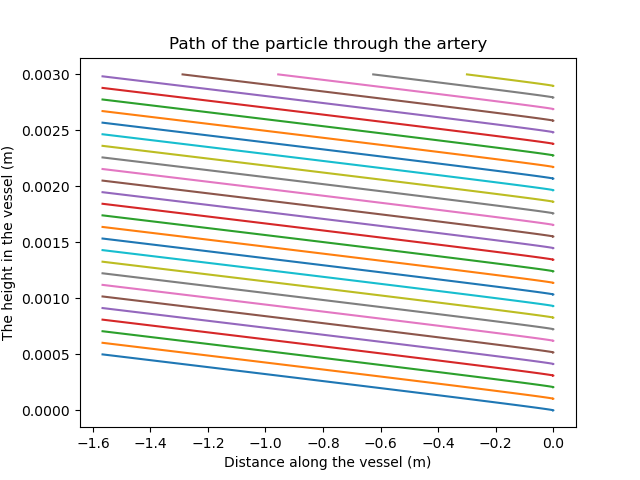 Path of the particle through the artery
The height in the vessel (m)
0.0030
0.0025
0.0020
0.0015
0.0010
0.0005
0.0000
−1.6 −1.4 −1.2 −1.0 −0.8 −0.6 −0.4 −0.2 0.0
Distance along the vessel (m)